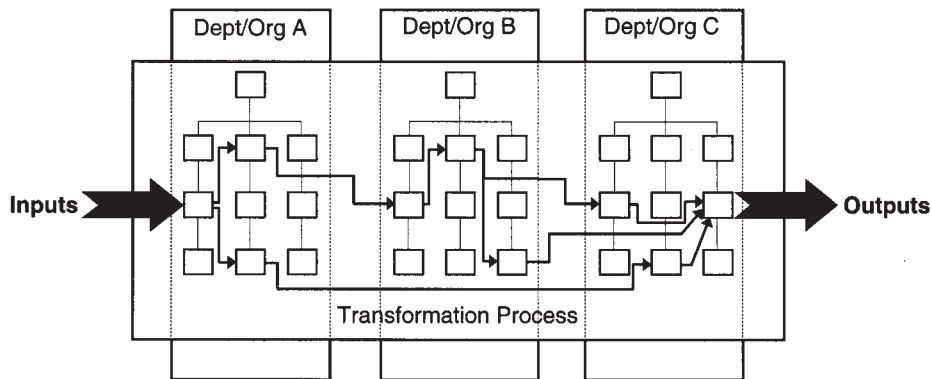 Dept/Org A
Dept/Org B
Dept/Org C
Inputs
Outputs
Transformation Process